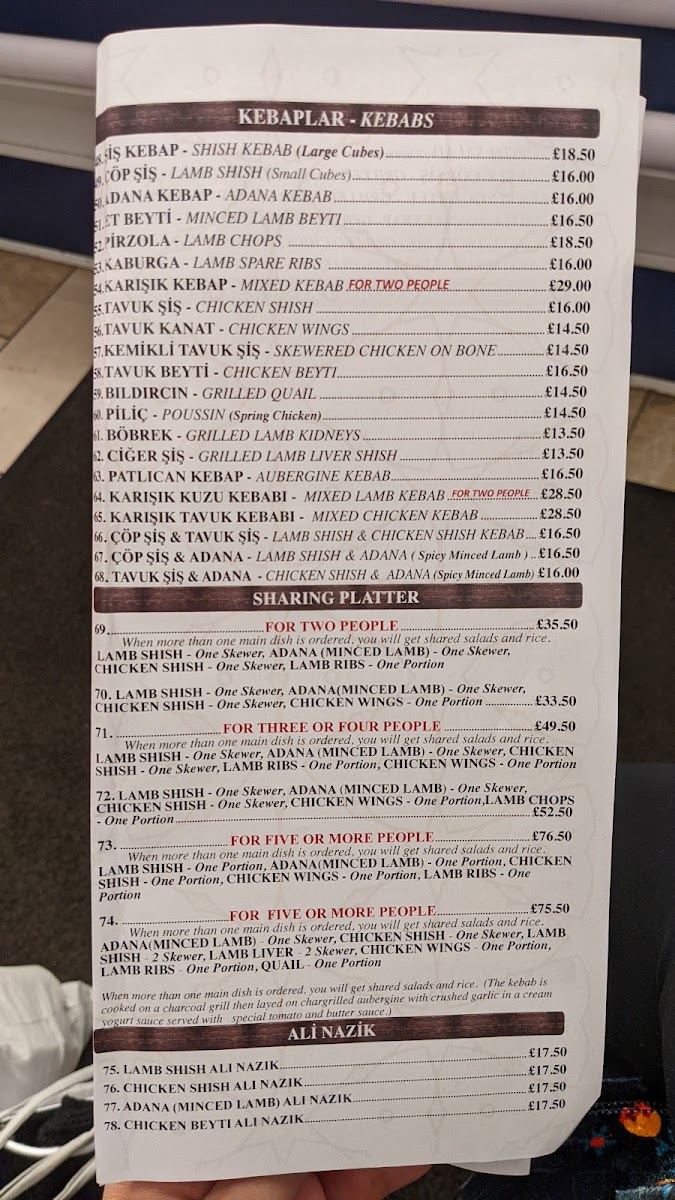 KEBAPLAR - KEBABS
48. ŞİŞ KEBAP - SHISH KEBAB (Large Cubes)..........£18.50
49. ÇÖP ŞİŞ - LAMB SHISH (Small Cubes)..........£16.00
50. ADANA KEBAP - ADANA KEBAB..........£16.00
51. ET BEYTİ - MINCED LAMB BEYTI..........£16.50
52. PİRZOLA - LAMB CHOPS ..........£18.50
53. KABURGA - LAMB SPARE RIBS ..........£16.00
54. KARIŞIK KEBAP - MIXED KEBAB FOR TWO PEOPLE..........£29.00
55. TAVUK ŞİŞ - CHICKEN SHISH ..........£16.00
56. TAVUK KANAT - CHICKEN WINGS..........£14.50
57. KEMİKLİ TAVUK ŞİŞ - SKEWERED CHICKEN ON BONE..........£14.50
58. TAVUK BEYTİ - CHICKEN BEYTI..........£16.50
59. BILDIRCIN - GRILLED QUAIL..........£14.50
60. PİLİÇ - POUSSIN (Spring Chicken)..........£14.50
61. BÖBREK - GRILLED LAMB KIDNEYS..........£13.50
62. CİĞER ŞİŞ - GRILLED LAMB LIVER SHISH ..........£13.50
63. PATLICAN KEBAP - AUBERGINE KEBAB..........£16.50
64. KARIŞIK KUZU KEBABI - MIXED LAMB KEBAB ..FOR TWO PEOPLE...£28.50
65. KARIŞIK TAVUK KEBABI - MIXED CHICKEN KEBAB ..........£28.50
66. ÇÖP ŞİŞ & TAVUK ŞİŞ - LAMB SHISH & CHICKEN SHISH KEBAB....£16.50
67. ÇÖP ŞİŞ & ADANA - LAMB SHISH & ADANA ( Spicy Minced Lamb ) ..£16.50
68. TAVUK ŞİŞ & ADANA - CHICKEN SHISH & ADANA (Spicy Minced Lamb) £16.00
SHARING PLATTER
69..........FOR TWO PEOPLE..........£35.50
When more than one main dish is ordered, you will get shared salads and rice.
LAMB SHISH - One Skewer, ADANA (MINCED LAMB) - One Skewer,
CHICKEN SHISH - One Skewer, LAMB RIBS - One Portion
70. LAMB SHISH - One Skewer, ADANA(MINCED LAMB) - One Skewer,
CHICKEN SHISH - One Skewer, CHICKEN WINGS - One Portion ..........£33.50
71. ..........FOR THREE OR FOUR PEOPLE ..........£49.50
When more than one main dish is ordered, you will get shared salads and rice.
LAMB SHISH - One Skewer, ADANA (MINCED LAMB) - One Skewer, CHICKEN
SHISH - One Skewer, LAMB RIBS - One Portion, CHICKEN WINGS - One Portion
72. LAMB SHISH - One Skewer, ADANA (MINCED LAMB) - One Skewer,
CHICKEN SHISH - One Skewer, CHICKEN WINGS - One Portion,LAMB CHOPS
- One Portion ..........£52.50
73. ..........FOR FIVE OR MORE PEOPLE..........£76.50
When more than one main dish is ordered, you will get shared salads and rice.
LAMB SHISH - One Portion, ADANA(MINCED LAMB) - One Portion, CHICKEN
SHISH - One Portion, CHICKEN WINGS - One Portion, LAMB RIBS - One
Portion
74. ..........FOR FIVE OR MORE PEOPLE..........£75.50
When more than one main dish is ordered, you will get shared salads and rice.
ADANA(MINCED LAMB) - One Skewer, CHICKEN SHISH - One Skewer, LAMB
SHISH - 2 Skewer, LAMB LIVER - 2 Skewer, CHICKEN WINGS - One Portion,
LAMB RIBS - One Portion, QUAIL - One Portion
When more than one main dish is ordered, you will get shared salads and rice. (The kebab is
cooked on a charcoal grill then layed on chargrilled aubergine with crushed garlic in a cream
yogurt sauce served with special tomato and butter sauce.)
ALİ NAZİK
75. LAMB SHISH ALI NAZIK..........£17.50
76. CHICKEN SHISH ALI NAZIK..........£17.50
77. ADANA (MINCED LAMB) ALI NAZIK..........£17.50
78. CHICKEN BEYTI ALI NAZIK..........£17.50